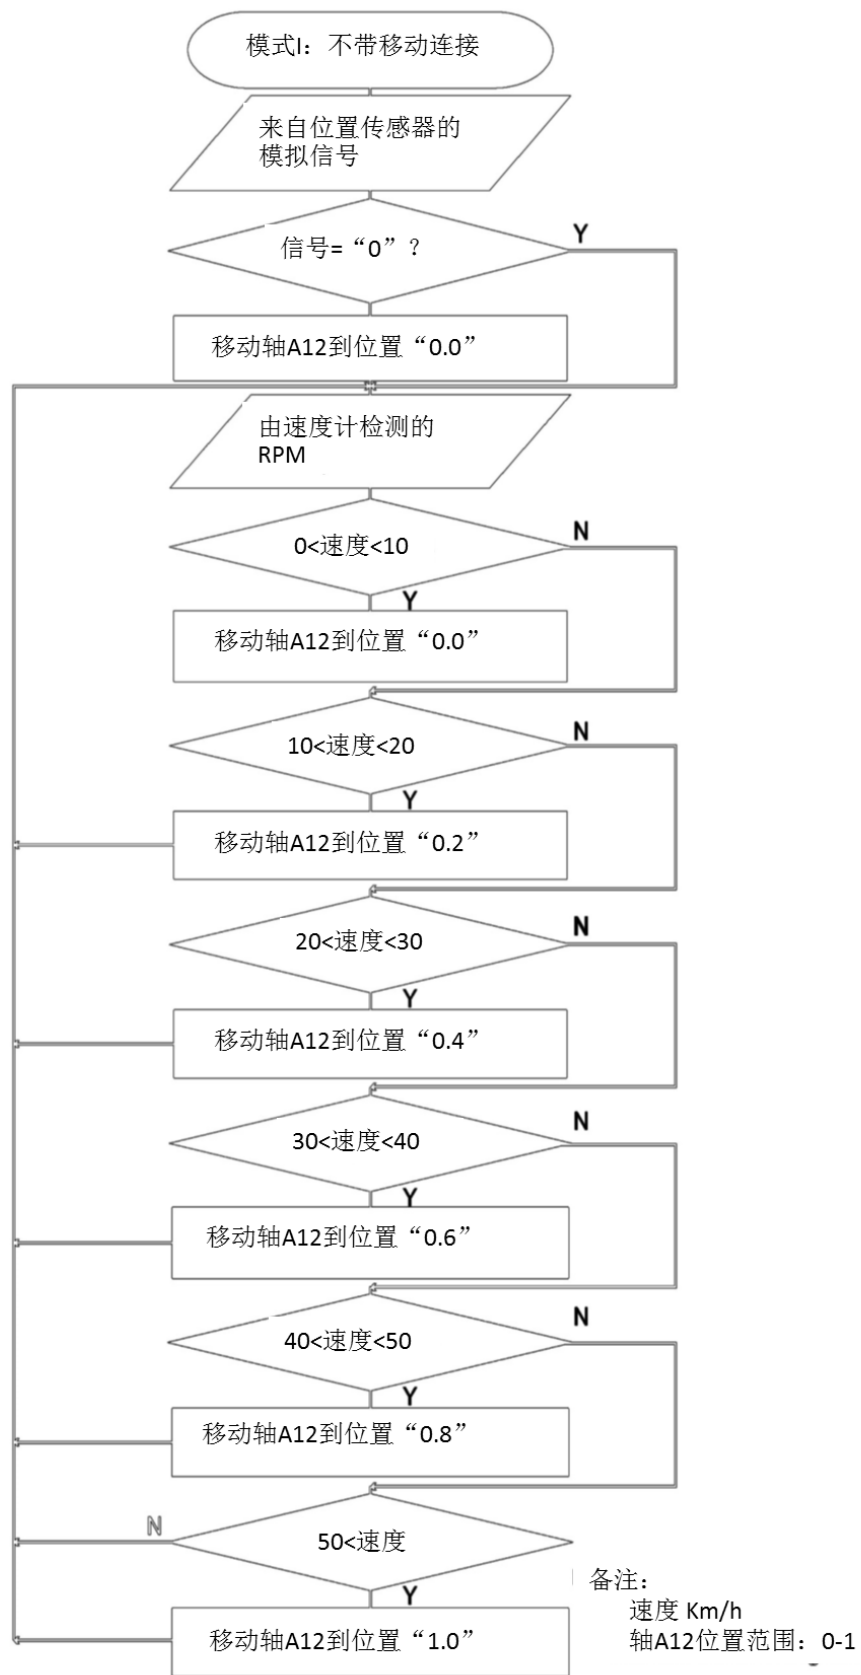 模式I：不带移动连接
来自位置传感器的
模拟信号
信号=“0”？
Y
移动轴A12到位置“0.0”
由速度计检测的
RPM
0<速度<10
N
Y
移动轴A12到位置“0.0”
10<速度<20
N
Y
移动轴A12到位置“0.2”
20<速度<30
N
Y
移动轴A12到位置“0.4”
30<速度<40
N
Y
移动轴A12到位置“0.6”
40<速度<50
N
Y
移动轴A12到位置“0.8”
N
50<速度
Y
移动轴A12到位置“1.0”
备注：
速度 Km/h
轴A12位置范围：0-1